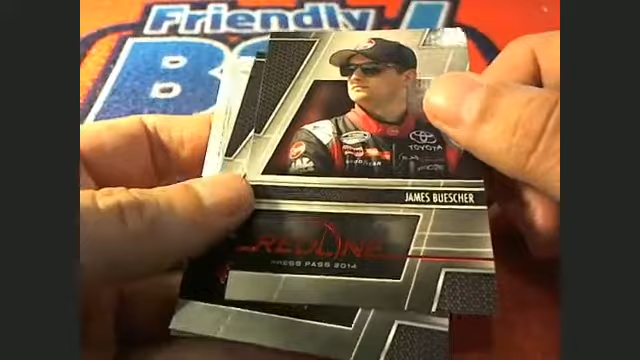 Friendly
TOYOTA
JAMES BUESCHER
REDLINE
PRESS PASS 2014